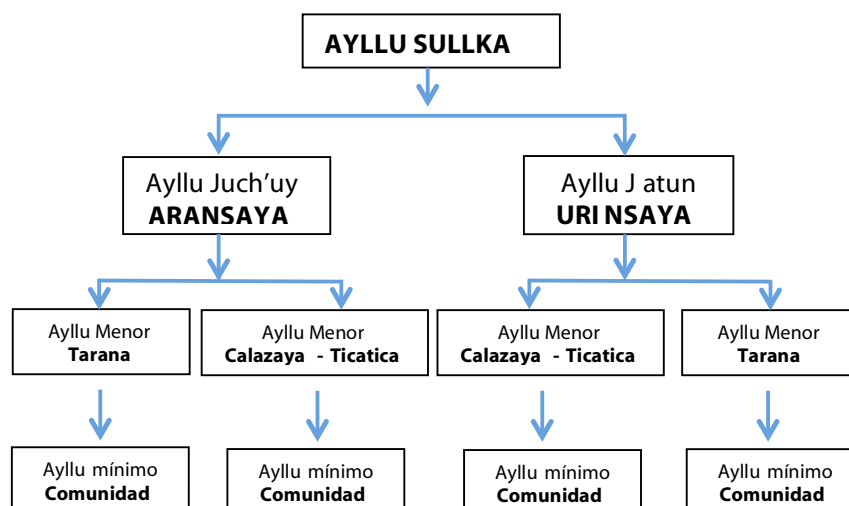 AYLLU SULLKA
Ayllu Juch’uy
ARANSAYA
Ayllu J atun
URI NSAYA
Ayllu Menor
Tarana
Ayllu Menor
Calazaya - Ticatica
Ayllu Menor
Calazaya - Ticatica
Ayllu Menor
Tarana
Ayllu mínimo
Comunidad
Ayllu mínimo
Comunidad
Ayllu mínimo
Comunidad
Ayllu mínimo
Comunidad